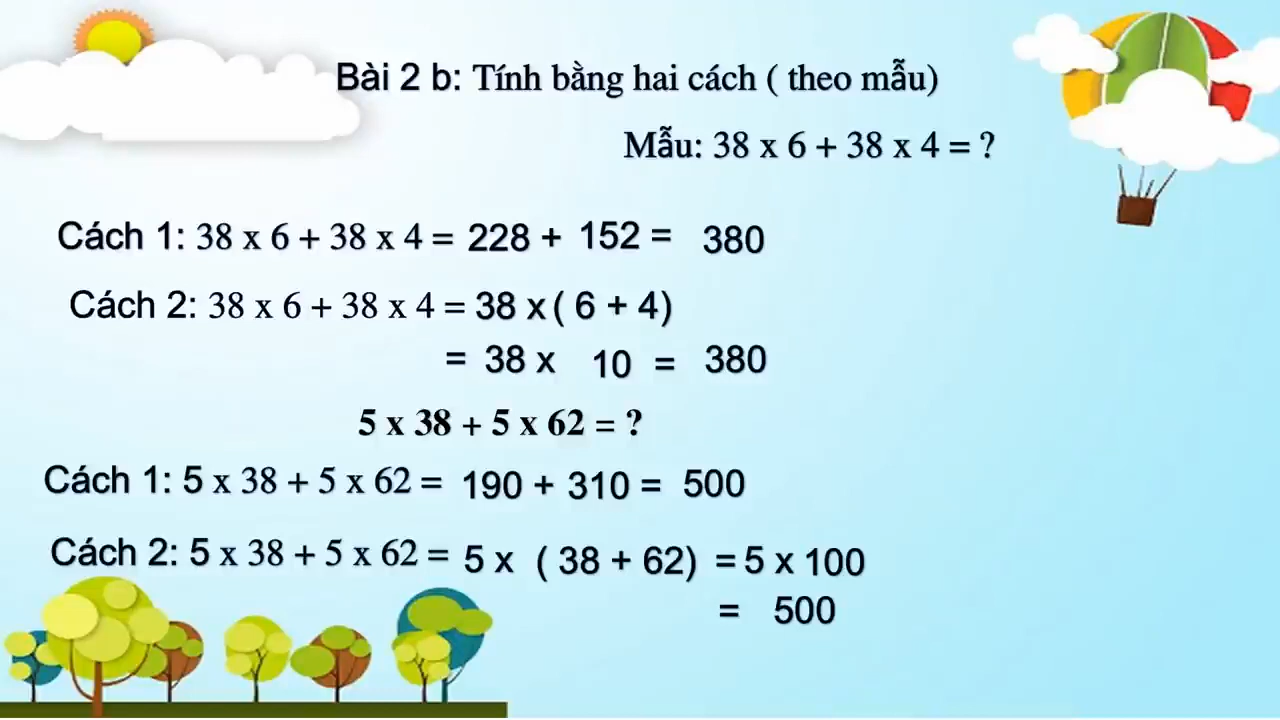 Bài 2 b: Tính bằng hai cách ( theo mẫu)
Mẫu: 38 x 6 + 38 x 4 = ?
Cách 1: 38 x 6 + 38 x 4 = 228 + 152 = 380
Cách 2: 38 x 6 + 38 x 4 = 38 x ( 6 + 4)
= 38 x 10 = 380
5 x 38 + 5 x 62 = ?
Cách 1: 5 x 38 + 5 x 62 = 190 + 310 = 500
Cách 2: 5 x 38 + 5 x 62 = 5 x ( 38 + 62) = 5 x 100
= 500